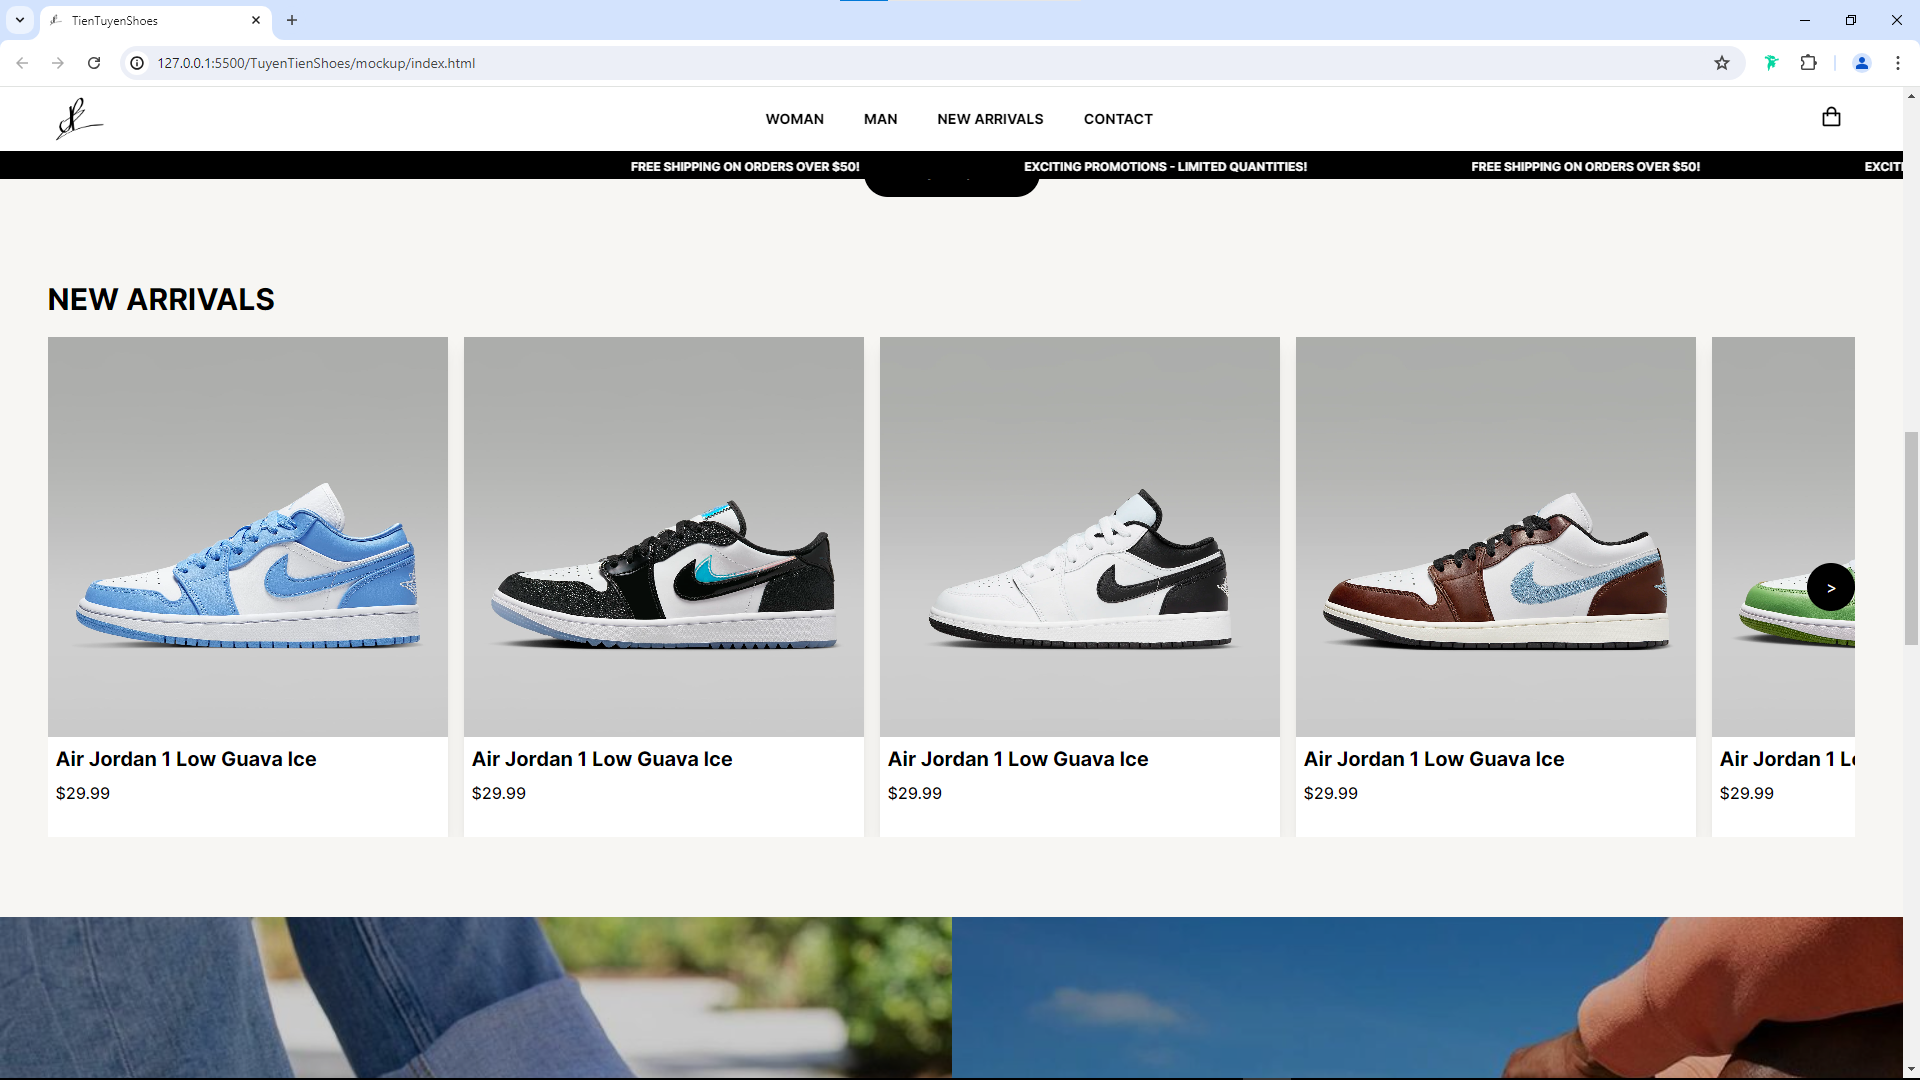 TienTuyenShoes
127.0.0.1:5500/TuyenTienShoes/mockup/index.html
WOMAN MAN NEW ARRIVALS CONTACT
FREE SHIPPING ON ORDERS OVER $50! EXCITING PROMOTIONS - LIMITED QUANTITIES! FREE SHIPPING ON ORDERS OVER $50! EXCITI
NEW ARRIVALS
>
Air Jordan 1 Low Guava Ice
$29.99
Air Jordan 1 Low Guava Ice
$29.99
Air Jordan 1 Low Guava Ice
$29.99
Air Jordan 1 Low Guava Ice
$29.99
Air Jordan 1 Lo
$29.99